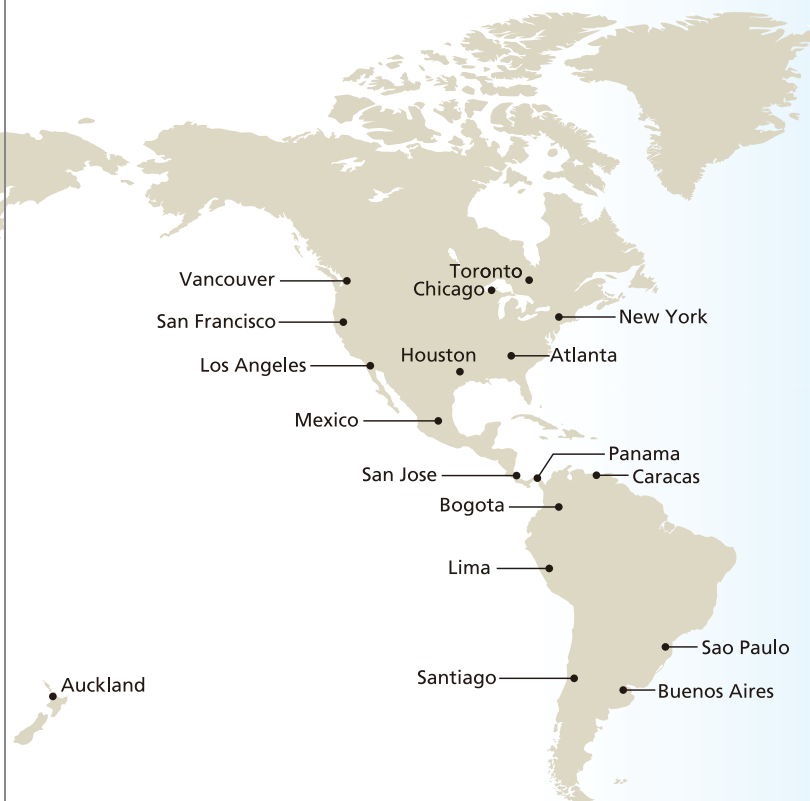 Toronto
Vancouver
Chicago
New York
San Francisco
Houston
Atlanta
Los Angeles
Mexico
Panama
San Jose
Caracas
Bogota
Lima
Sao Paulo
Santiago
Auckland
Buenos Aires